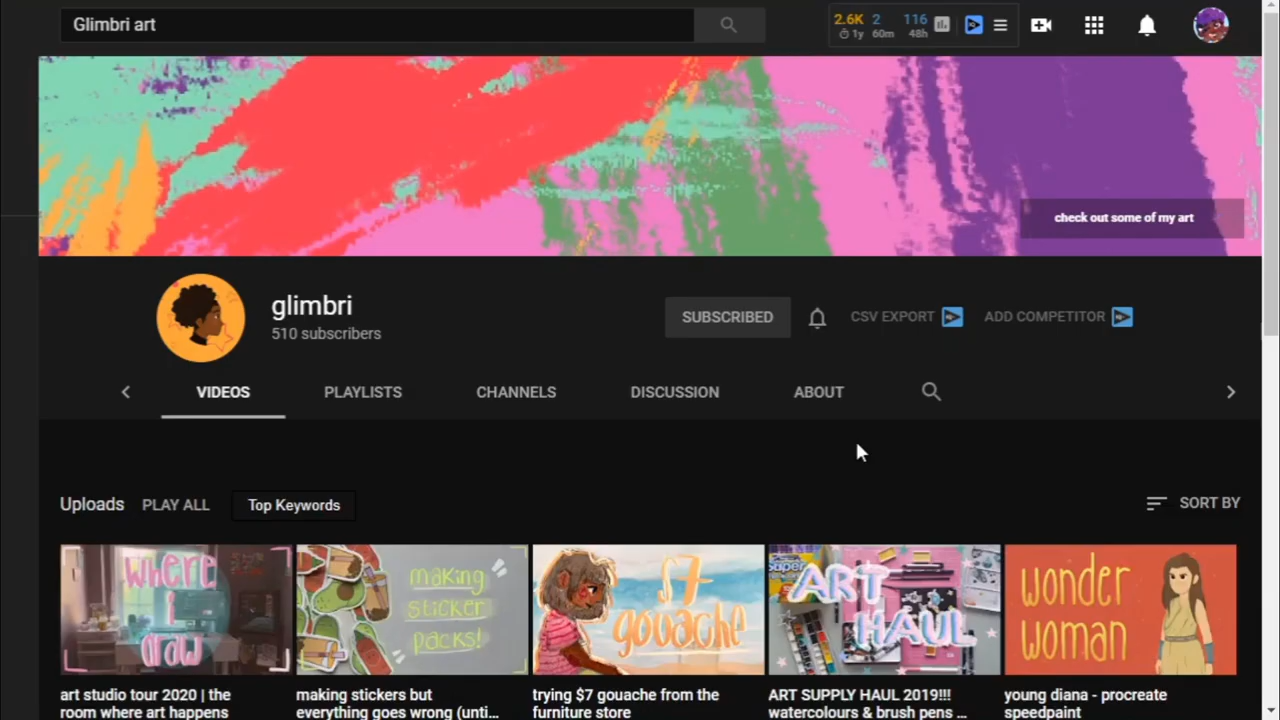 Glimbri art
2.6K 2 116
1y 60m 48h
check out some of my art
glimbri
510 subscribers
SUBSCRIBED CSV EXPORT ADD COMPETITOR
VIDEOS PLAYLISTS CHANNELS DISCUSSION ABOUT
Uploads PLAY ALL Top Keywords SORT BY
where
i
draw
making
sticker
packs!
$7
gouache
Super
ART
HAUL
wonder
woman
art studio tour 2020 | the
room where art happens
making stickers but
everything goes wrong (unti...
trying $7 gouache from the
furniture store
ART SUPPLY HAUL 2019!!!
watercolours & brush pens ...
young diana - procreate
speedpaint